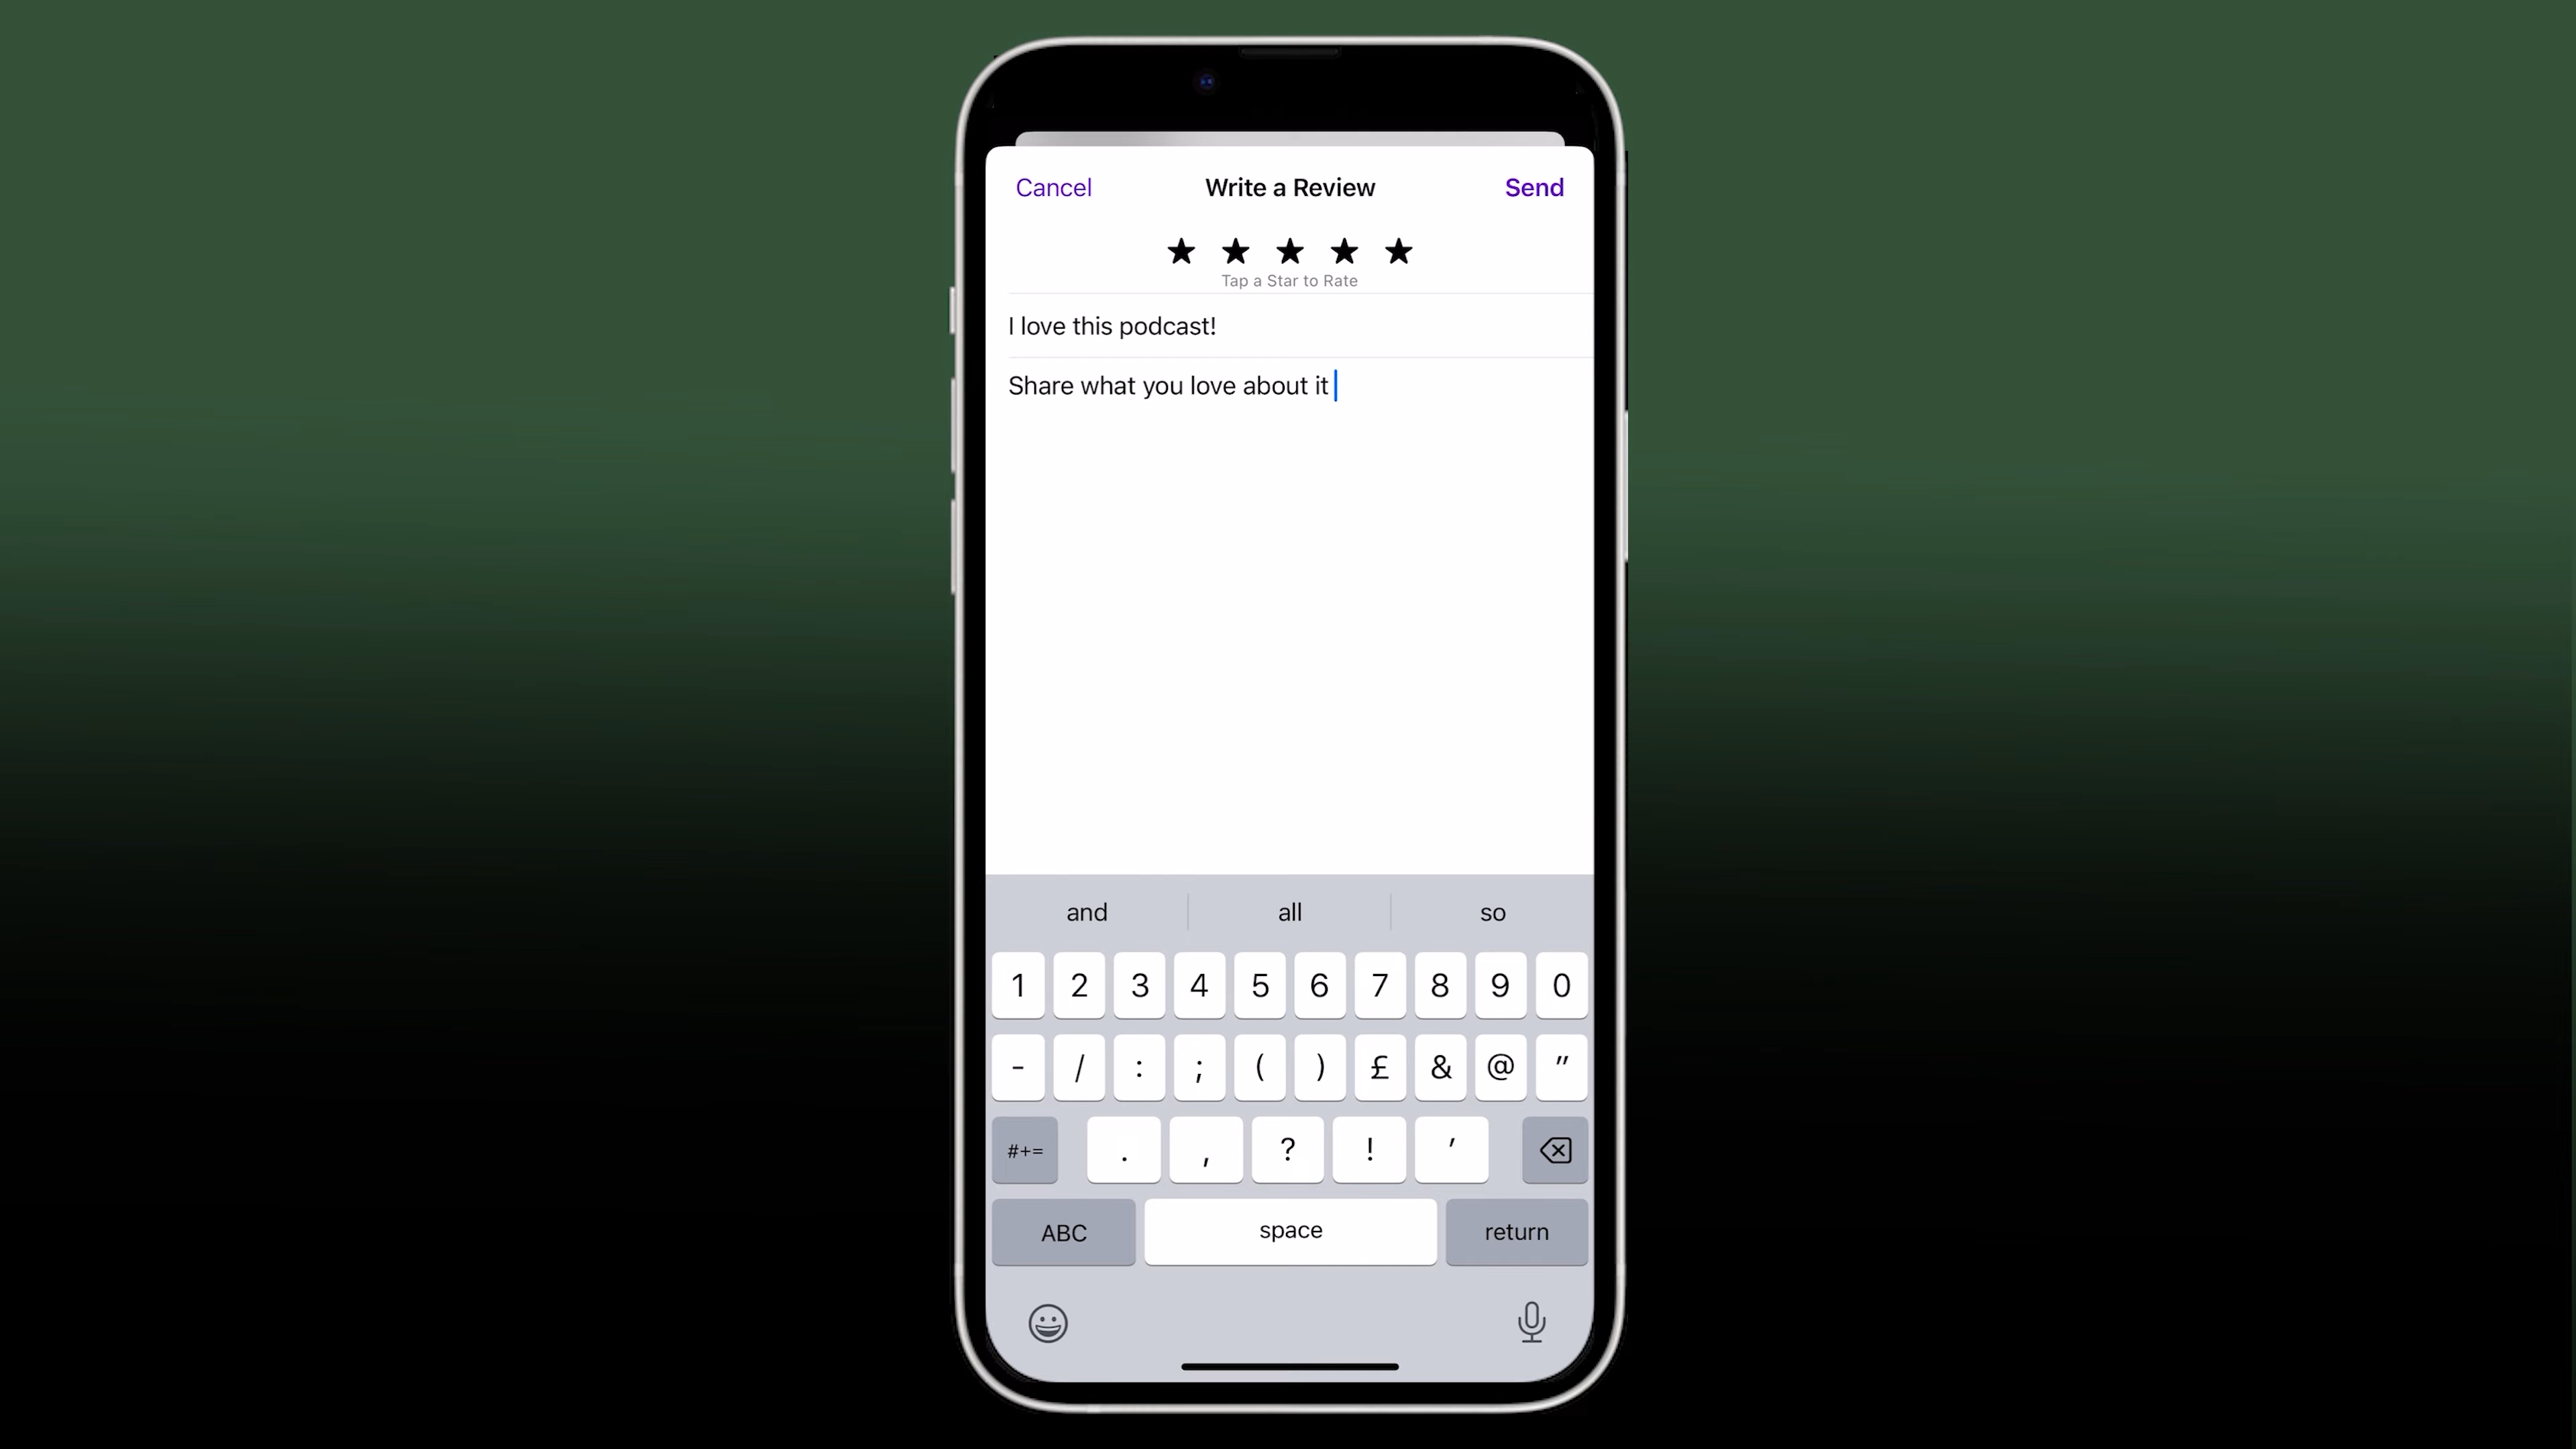 Cancel Write a Review Send
★ ★ ★ ★ ★
Tap a Star to Rate
I love this podcast!
Share what you love about it
and all so
1 2 3 4 5 6 7 8 9 0
- / : ; ( ) £ & @ "
#+= . , ? ! '
ABC space return